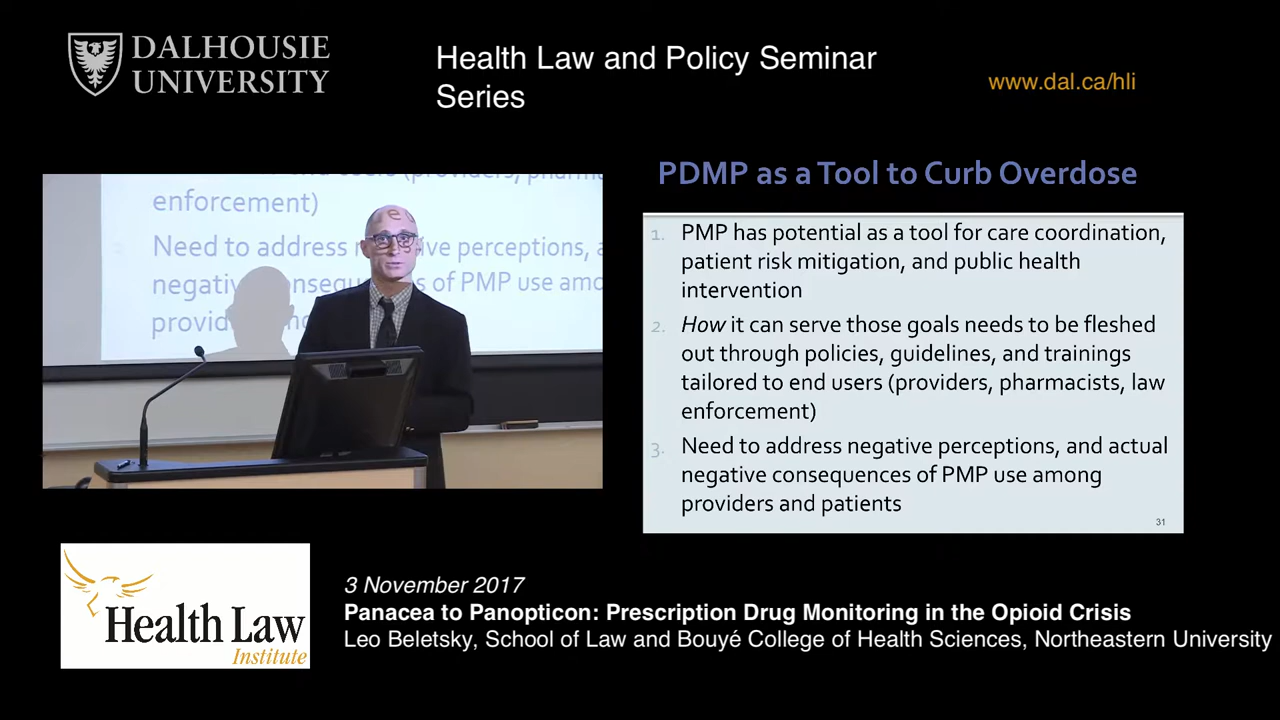 DALHOUSIE
UNIVERSITY
Health Law and Policy Seminar
Series
www.dal.ca/hli
enforcement)
Need to address ne ve perceptions, a
negativ onsequ s of PMP use amo
provid
PDMP as a Tool to Curb Overdose
1. PMP has potential as a tool for care coordination,
patient risk mitigation, and public health
intervention
2. How it can serve those goals needs to be fleshed
out through policies, guidelines, and trainings
tailored to end users (providers, pharmacists, law
enforcement)
3. Need to address negative perceptions, and actual
negative consequences of PMP use among
providers and patients
31
Health Law
Institute
3 November 2017
Panacea to Panopticon: Prescription Drug Monitoring in the Opioid Crisis
Leo Beletsky, School of Law and Bouyé College of Health Sciences, Northeastern University